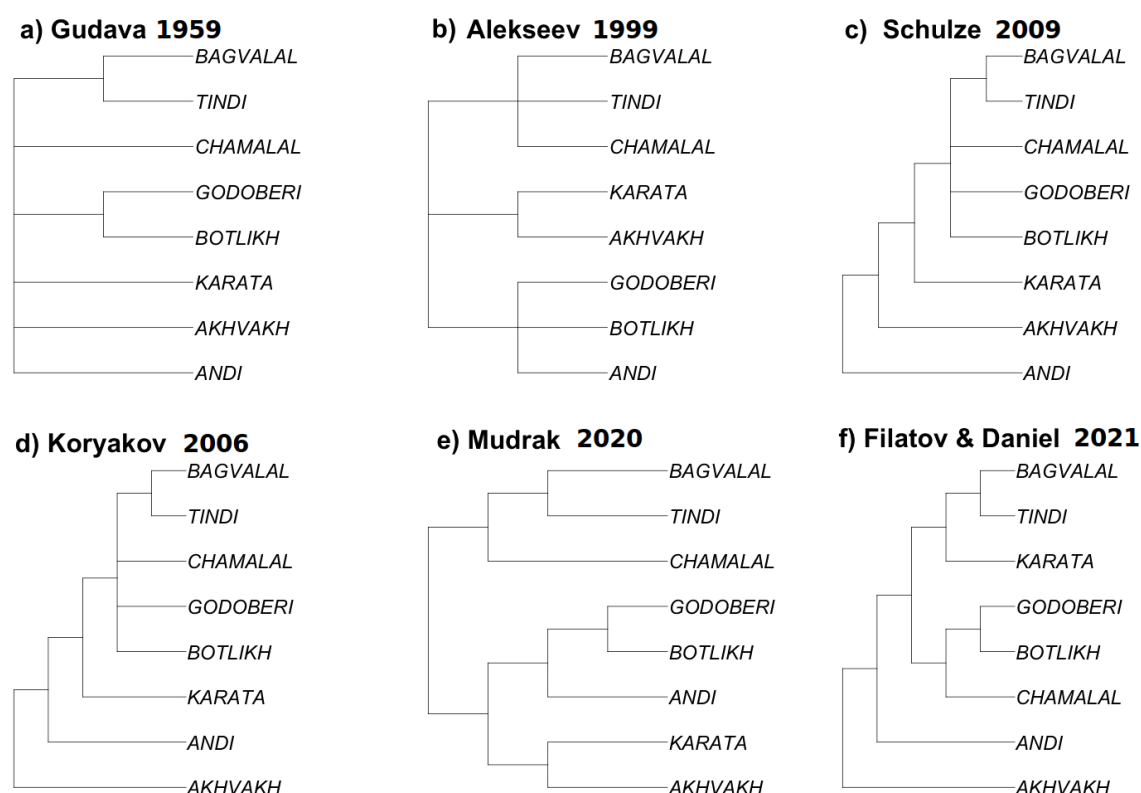 a) Gudava 1959
BAGVALAL
TINDI
CHAMALAL
GODOBERI
BOTLIKH
KARATA
AKHVAKH
ANDI
b) Alekseev 1999
BAGVALAL
TINDI
CHAMALAL
KARATA
AKHVAKH
GODOBERI
BOTLIKH
ANDI
c) Schulze 2009
BAGVALAL
TINDI
CHAMALAL
GODOBERI
BOTLIKH
KARATA
AKHVAKH
ANDI
d) Koryakov 2006
BAGVALAL
TINDI
CHAMALAL
GODOBERI
BOTLIKH
KARATA
ANDI
AKHVAKH
e) Mudrak 2020
BAGVALAL
TINDI
CHAMALAL
GODOBERI
BOTLIKH
ANDI
KARATA
AKHVAKH
f) Filatov & Daniel 2021
BAGVALAL
TINDI
KARATA
GODOBERI
BOTLIKH
CHAMALAL
ANDI
AKHVAKH